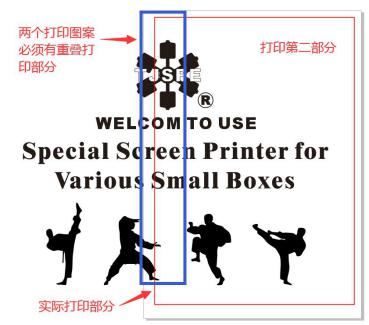 两个打印图案
必须有重叠打
印部分
打印第二部分
TJSPE
®
WELCOM TO USE
Special Screen Printer for
Various Small Boxes
实际打印部分